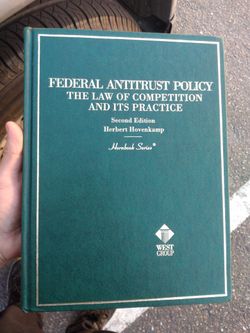 FEDERAL ANTITRUST POLICY
THE LAW OF COMPETITION
AND ITS PRACTICE
Second Edition
Herbert Hovenkamp
Hornbook Series®
WEST
GROUP